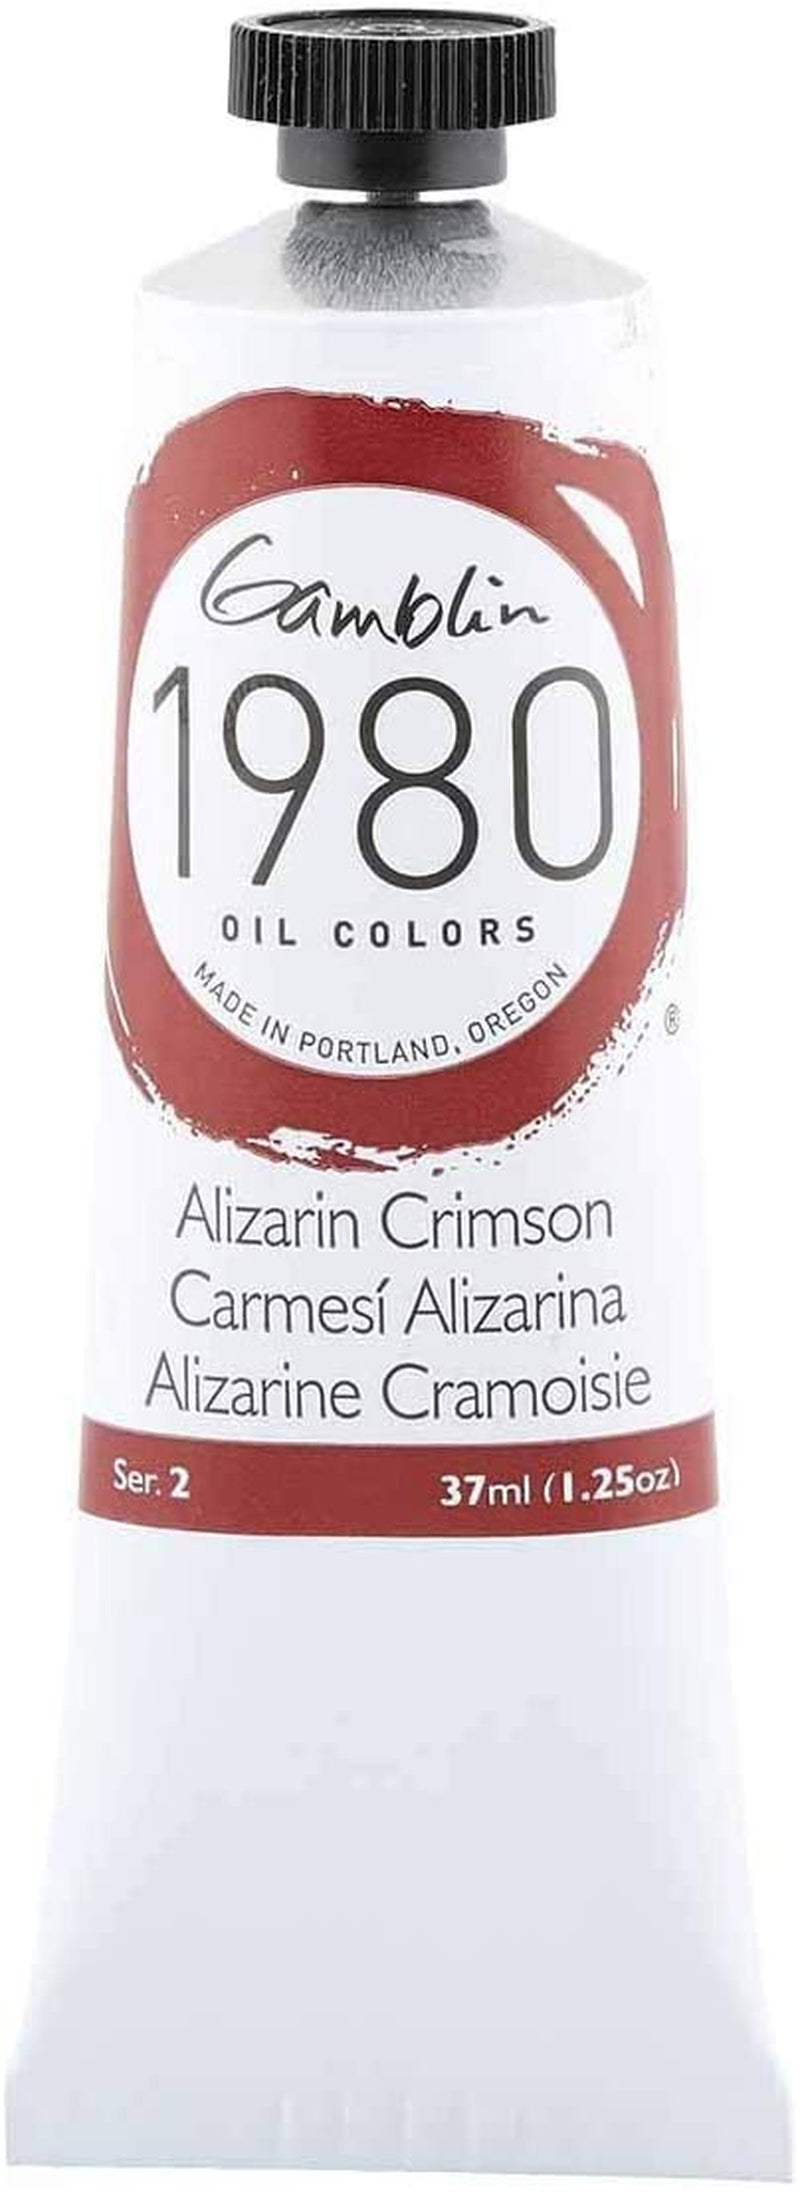 Gamblin
1980
OIL COLORS
MADE IN PORTLAND, OREGON
®
Alizarin Crimson
Carmesí Alizarina
Alizarine Cramoisie
Ser. 2 37ml (1.25oz)